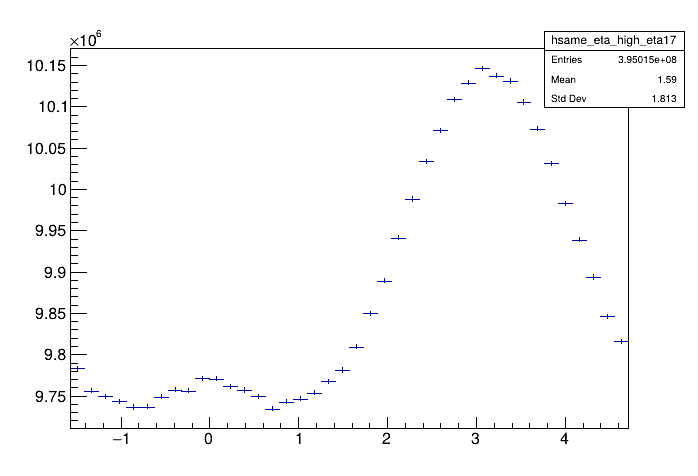 ×10⁶
hsame_eta_high_eta17
Entries 3.95015e+08
Mean 1.59
Std Dev 1.813
10.15
10.1
10.05
10
9.95
9.9
9.85
9.8
9.75
−1 0 1 2 3 4